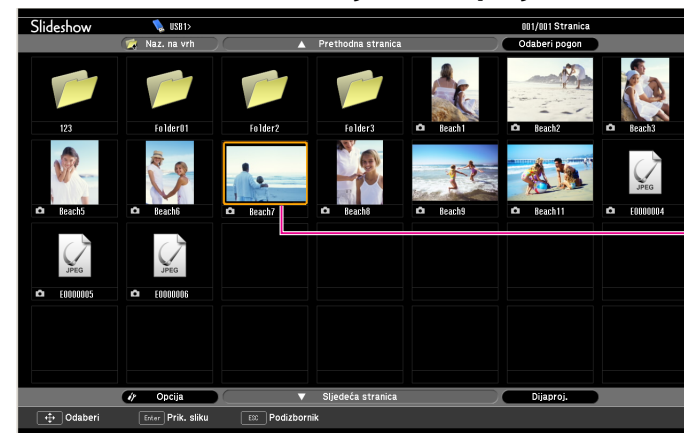 Slideshow USB1> 001/001 Stranica
Naz. na vrh Prethodna stranica Odaberi pogon
123 Folder01 Folder2 Folder3 Beach1 Beach2 Beach3
JPEG
Beach5 Beach6 Beach7 Beach8 Beach9 Beach11 E0000004
JPEG JPEG
E0000005 E0000006
Opcija Sljedeća stranica Dijaproj.
Odaberi Enter Prik. sliku ESC Podizbornik